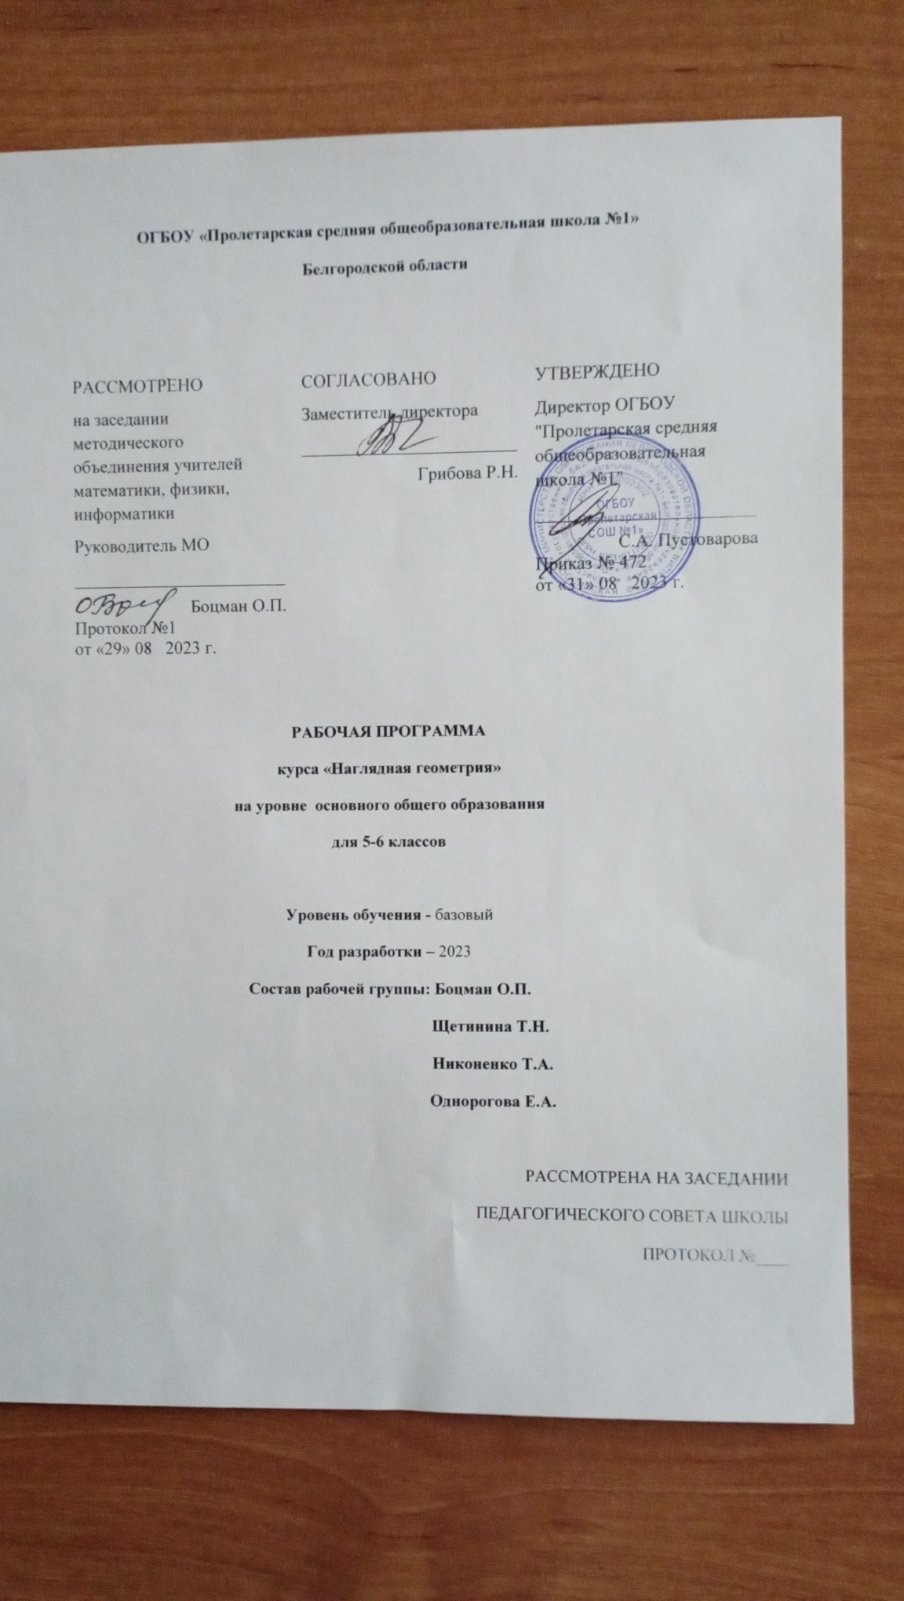 ОГБОУ «Пролетарская средняя общеобразовательная школа №1»
Белгородской области
РАССМОТРЕНО
на заседании
методического
объединения учителей
математики, физики,
информатики
Руководитель МО
Боцман О.П.
Протокол №1
от «29» 08 2023 г.
СОГЛАСОВАНО
Заместитель директора
Грибова Р.Н.
УТВЕРЖДЕНО
Директор ОГБОУ
"Пролетарская средняя
общеобразовательная
школа №1"
С.А. Пустоварова
Приказ № 472
от «31» 08 2023 г.
ОГБОУ
Пролетарская
СОШ №1
РАБОЧАЯ ПРОГРАММА
курса «Наглядная геометрия»
на уровне основного общего образования
для 5-6 классов
Уровень обучения - базовый
Год разработки – 2023
Состав рабочей группы: Боцман О.П.
Щетинина Т.Н.
Никоненко Т.А.
Однорогова Е.А.
РАССМОТРЕНА НА ЗАСЕДАНИИ
ПЕДАГОГИЧЕСКОГО СОВЕТА ШКОЛЫ
ПРОТОКОЛ №____